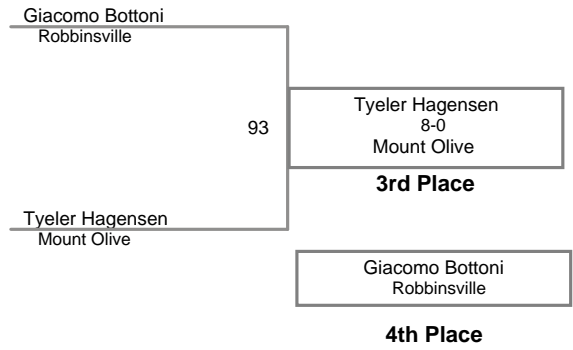 Giacomo Bottoni
Robbinsville
93
Tyeler Hagensen
8-0
Mount Olive
3rd Place
Tyeler Hagensen
Mount Olive
Giacomo Bottoni
Robbinsville
4th Place